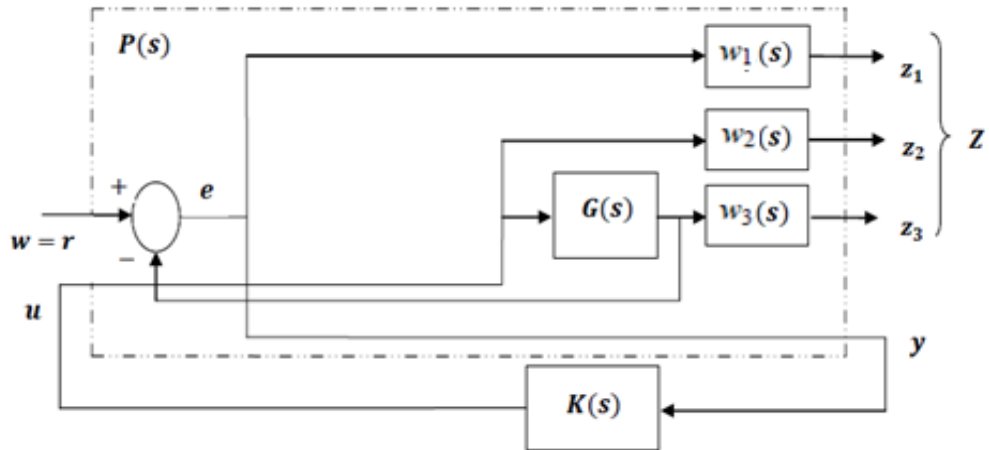 P(s)
w1(s)
z1
w2(s)
z2
Z
+
e
G(s)
w3(s)
z3
w = r
−
u
y
K(s)